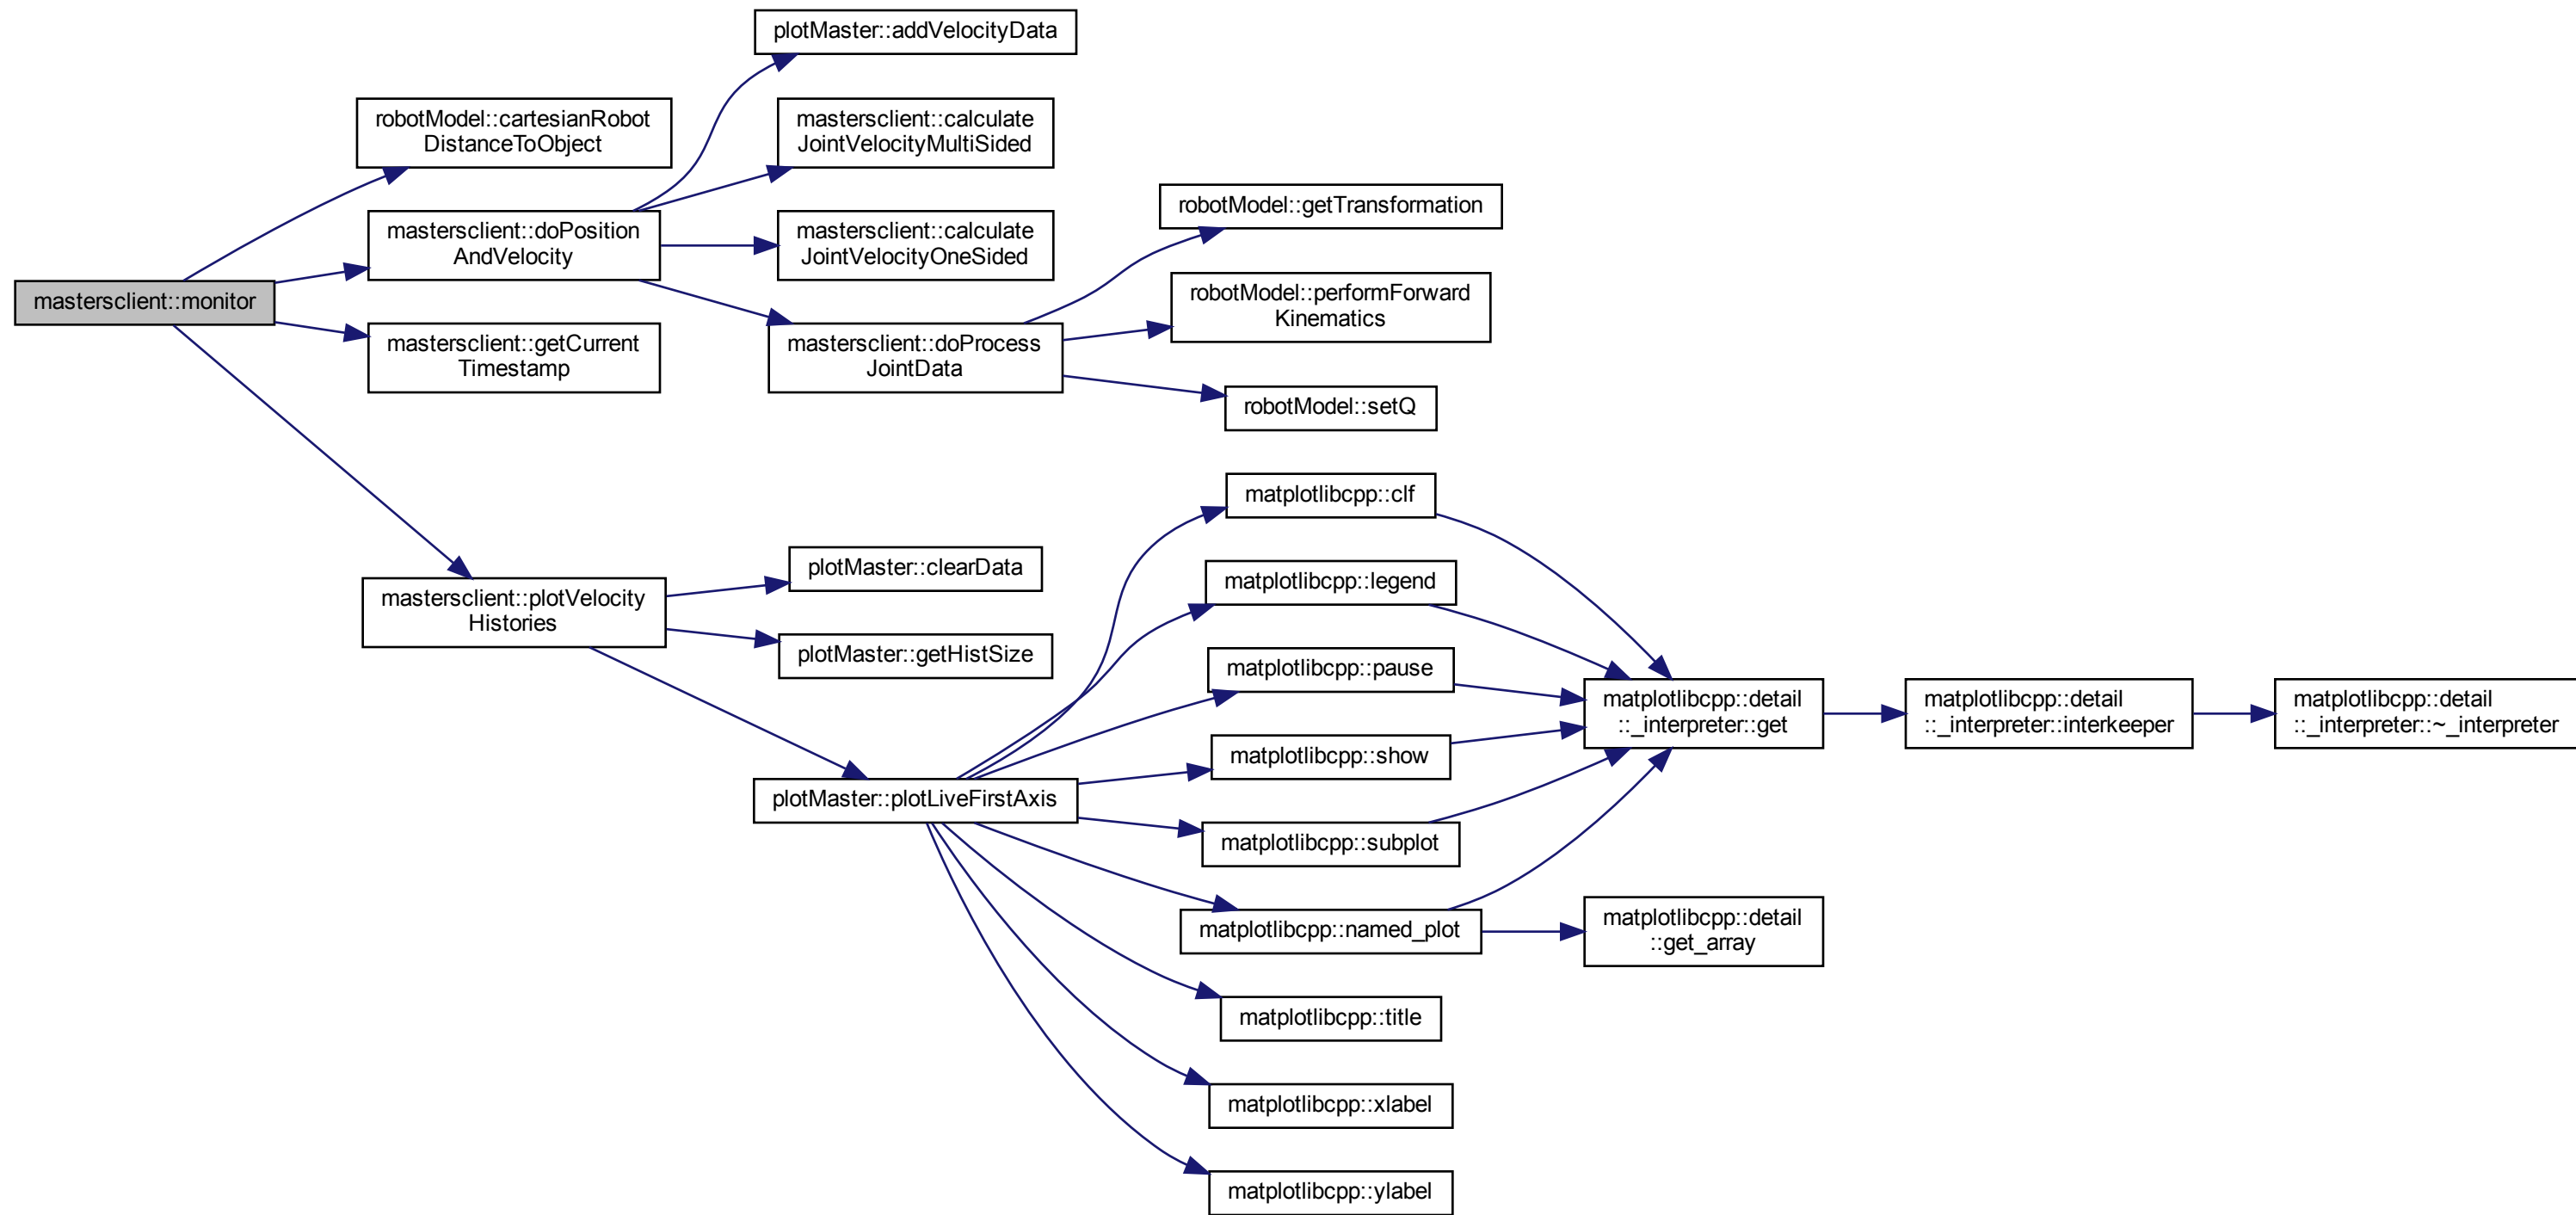 mastersclient::monitor
robotModel::cartesianRobot
DistanceToObject
mastersclient::doPosition
AndVelocity
mastersclient::getCurrent
Timestamp
mastersclient::plotVelocity
Histories
plotMaster::addVelocityData
mastersclient::calculate
JointVelocityMultiSided
mastersclient::calculate
JointVelocityOneSided
mastersclient::doProcess
JointData
plotMaster::clearData
plotMaster::getHistSize
plotMaster::plotLiveFirstAxis
robotModel::getTransformation
robotModel::performForward
Kinematics
robotModel::setQ
matplotlibcpp::clf
matplotlibcpp::legend
matplotlibcpp::pause
matplotlibcpp::show
matplotlibcpp::subplot
matplotlibcpp::named_plot
matplotlibcpp::title
matplotlibcpp::xlabel
matplotlibcpp::ylabel
matplotlibcpp::detail
::_interpreter::get
matplotlibcpp::detail
::get_array
matplotlibcpp::detail
::_interpreter::interkeeper
matplotlibcpp::detail
::_interpreter::~_interpreter